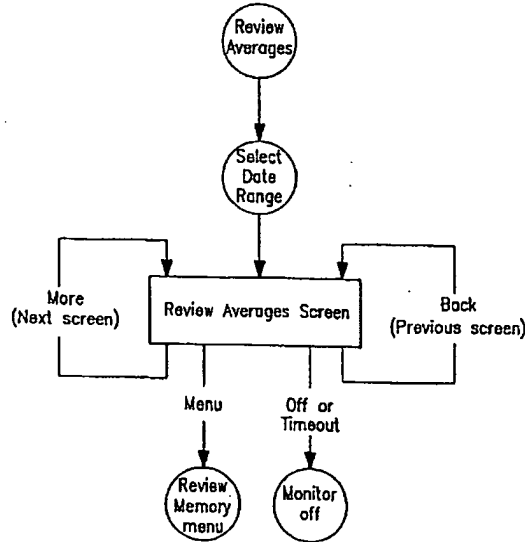 Review
Averages
Select
Date
Range
More
(Next screen)
Review Averages Screen
Back
(Previous screen)
Menu
Off or
Timeout
Review
Memory
menu
Monitor
off